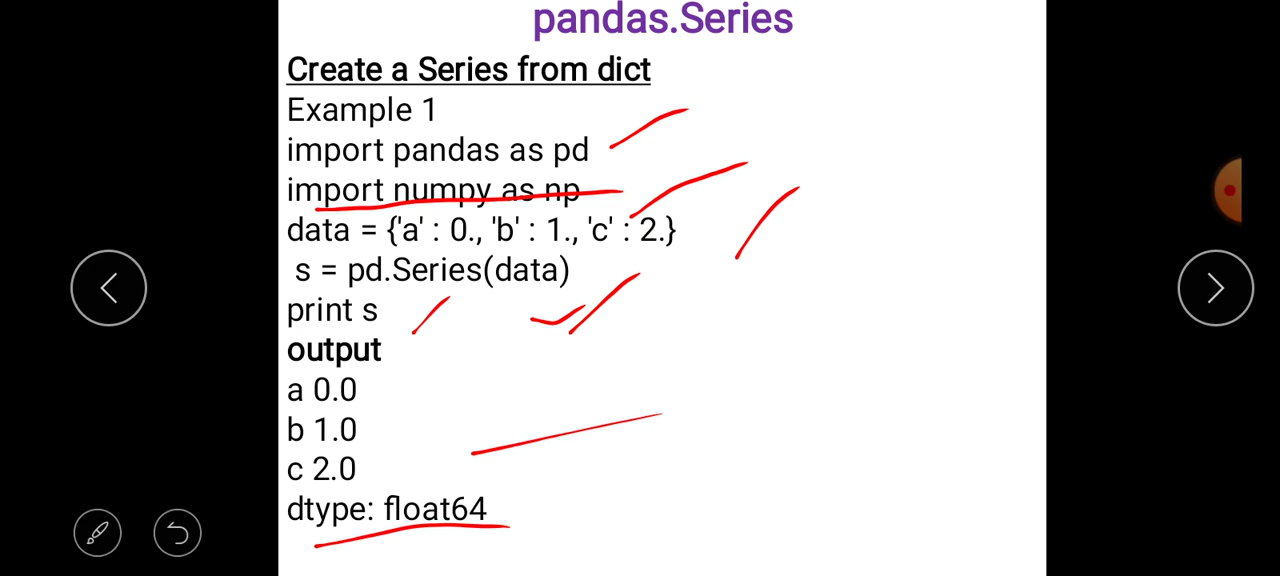 pandas.Series
Create a Series from dict
Example 1
import pandas as pd
import numpy as np
data = {'a' : 0., 'b' : 1., 'c' : 2.}
s = pd.Series(data)
print s
output
a 0.0
b 1.0
c 2.0
dtype: float64